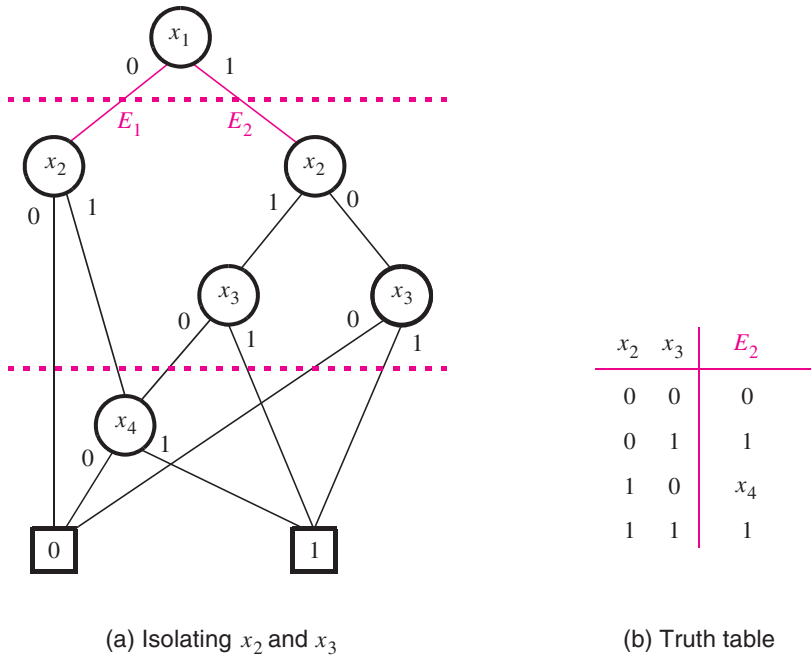 x1
0 1
E1 E2
x2 x2
0 1 1 0
x3 x3
0 1 0 1
x4
0 1
0 1
x2 x3 E2
0 0 0
0 1 1
1 0 x4
1 1 1
(a) Isolating x2 and x3
(b) Truth table